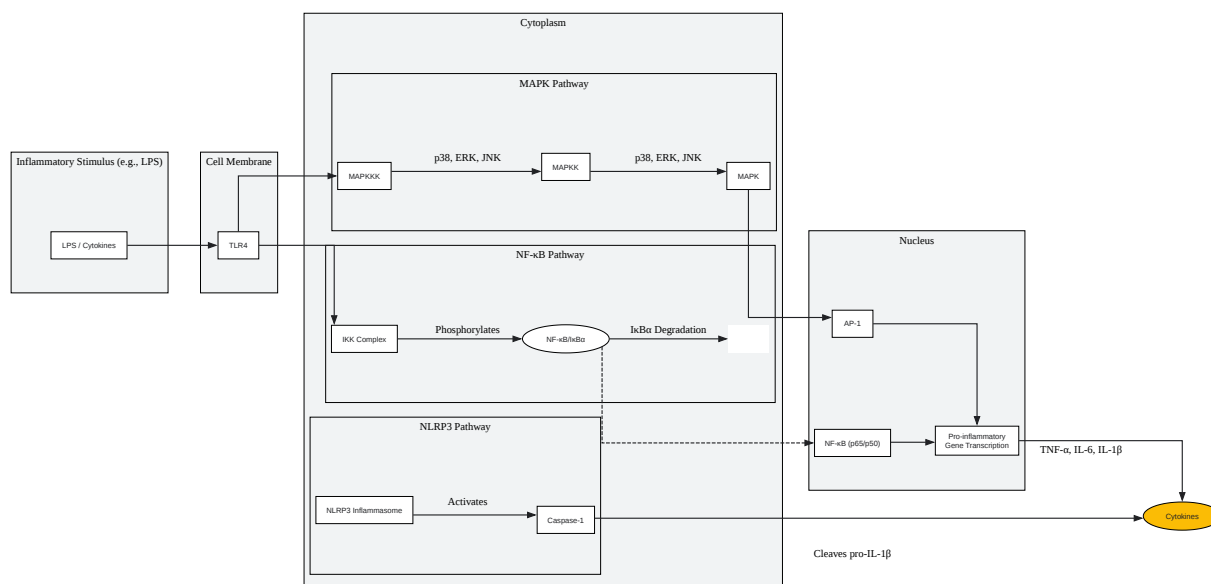 Cytoplasm
MAPK Pathway
Inflammatory Stimulus (e.g., LPS)
Cell Membrane
p38, ERK, JNK
p38, ERK, JNK
MAPKKK
MAPKK
MAPK
LPS / Cytokines
TLR4
NF-κB Pathway
Nucleus
Phosphorylates
IκBα Degradation
IKK Complex
NF-κB/IκBα
AP-1
NLRP3 Pathway
NF-κB (p65/p50)
Pro-inflammatory
Gene Transcription
TNF-α, IL-6, IL-1β
Activates
NLRP3 Inflammasome
Caspase-1
Cytokines
Cleaves pro-IL-1β